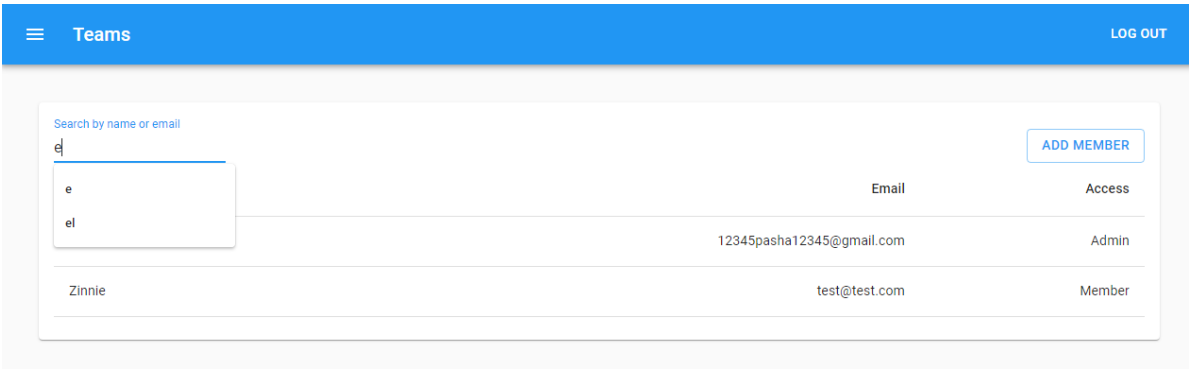 Teams LOG OUT
Search by name or email
e
ADD MEMBER
e
el
Email Access
12345pasha12345@gmail.com Admin
Zinnie test@test.com Member